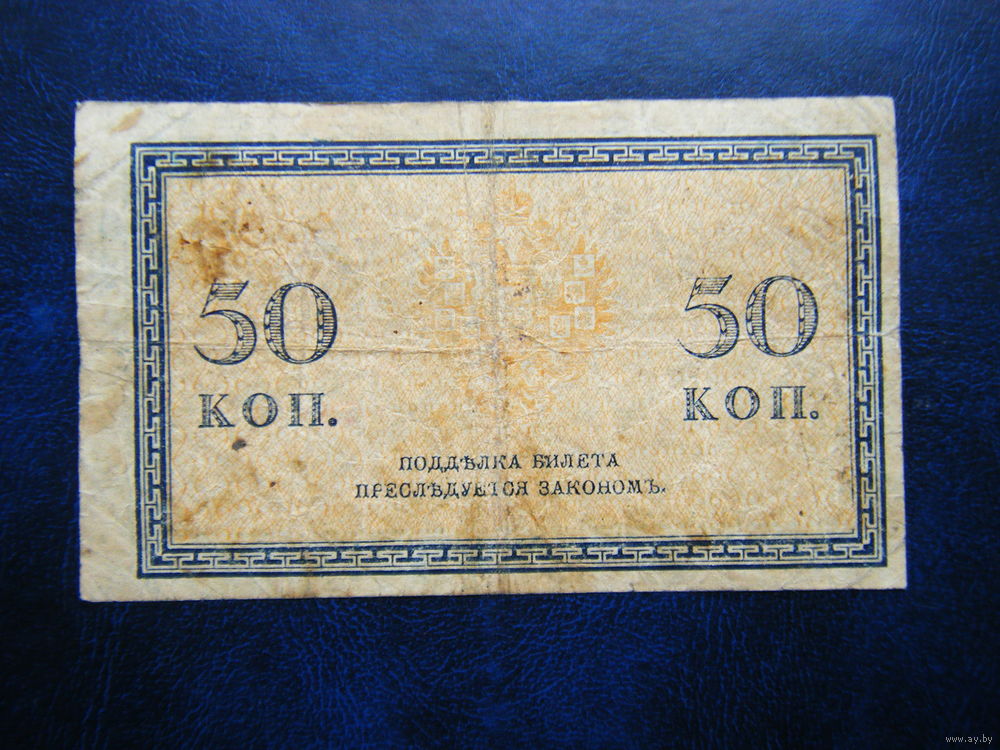 50 50
КОП. КОП.
ПОДДѢЛКА БИЛЕТА
ПРЕСЛѢДУЕТСЯ ЗАКОНОМЪ.
www.ay.by